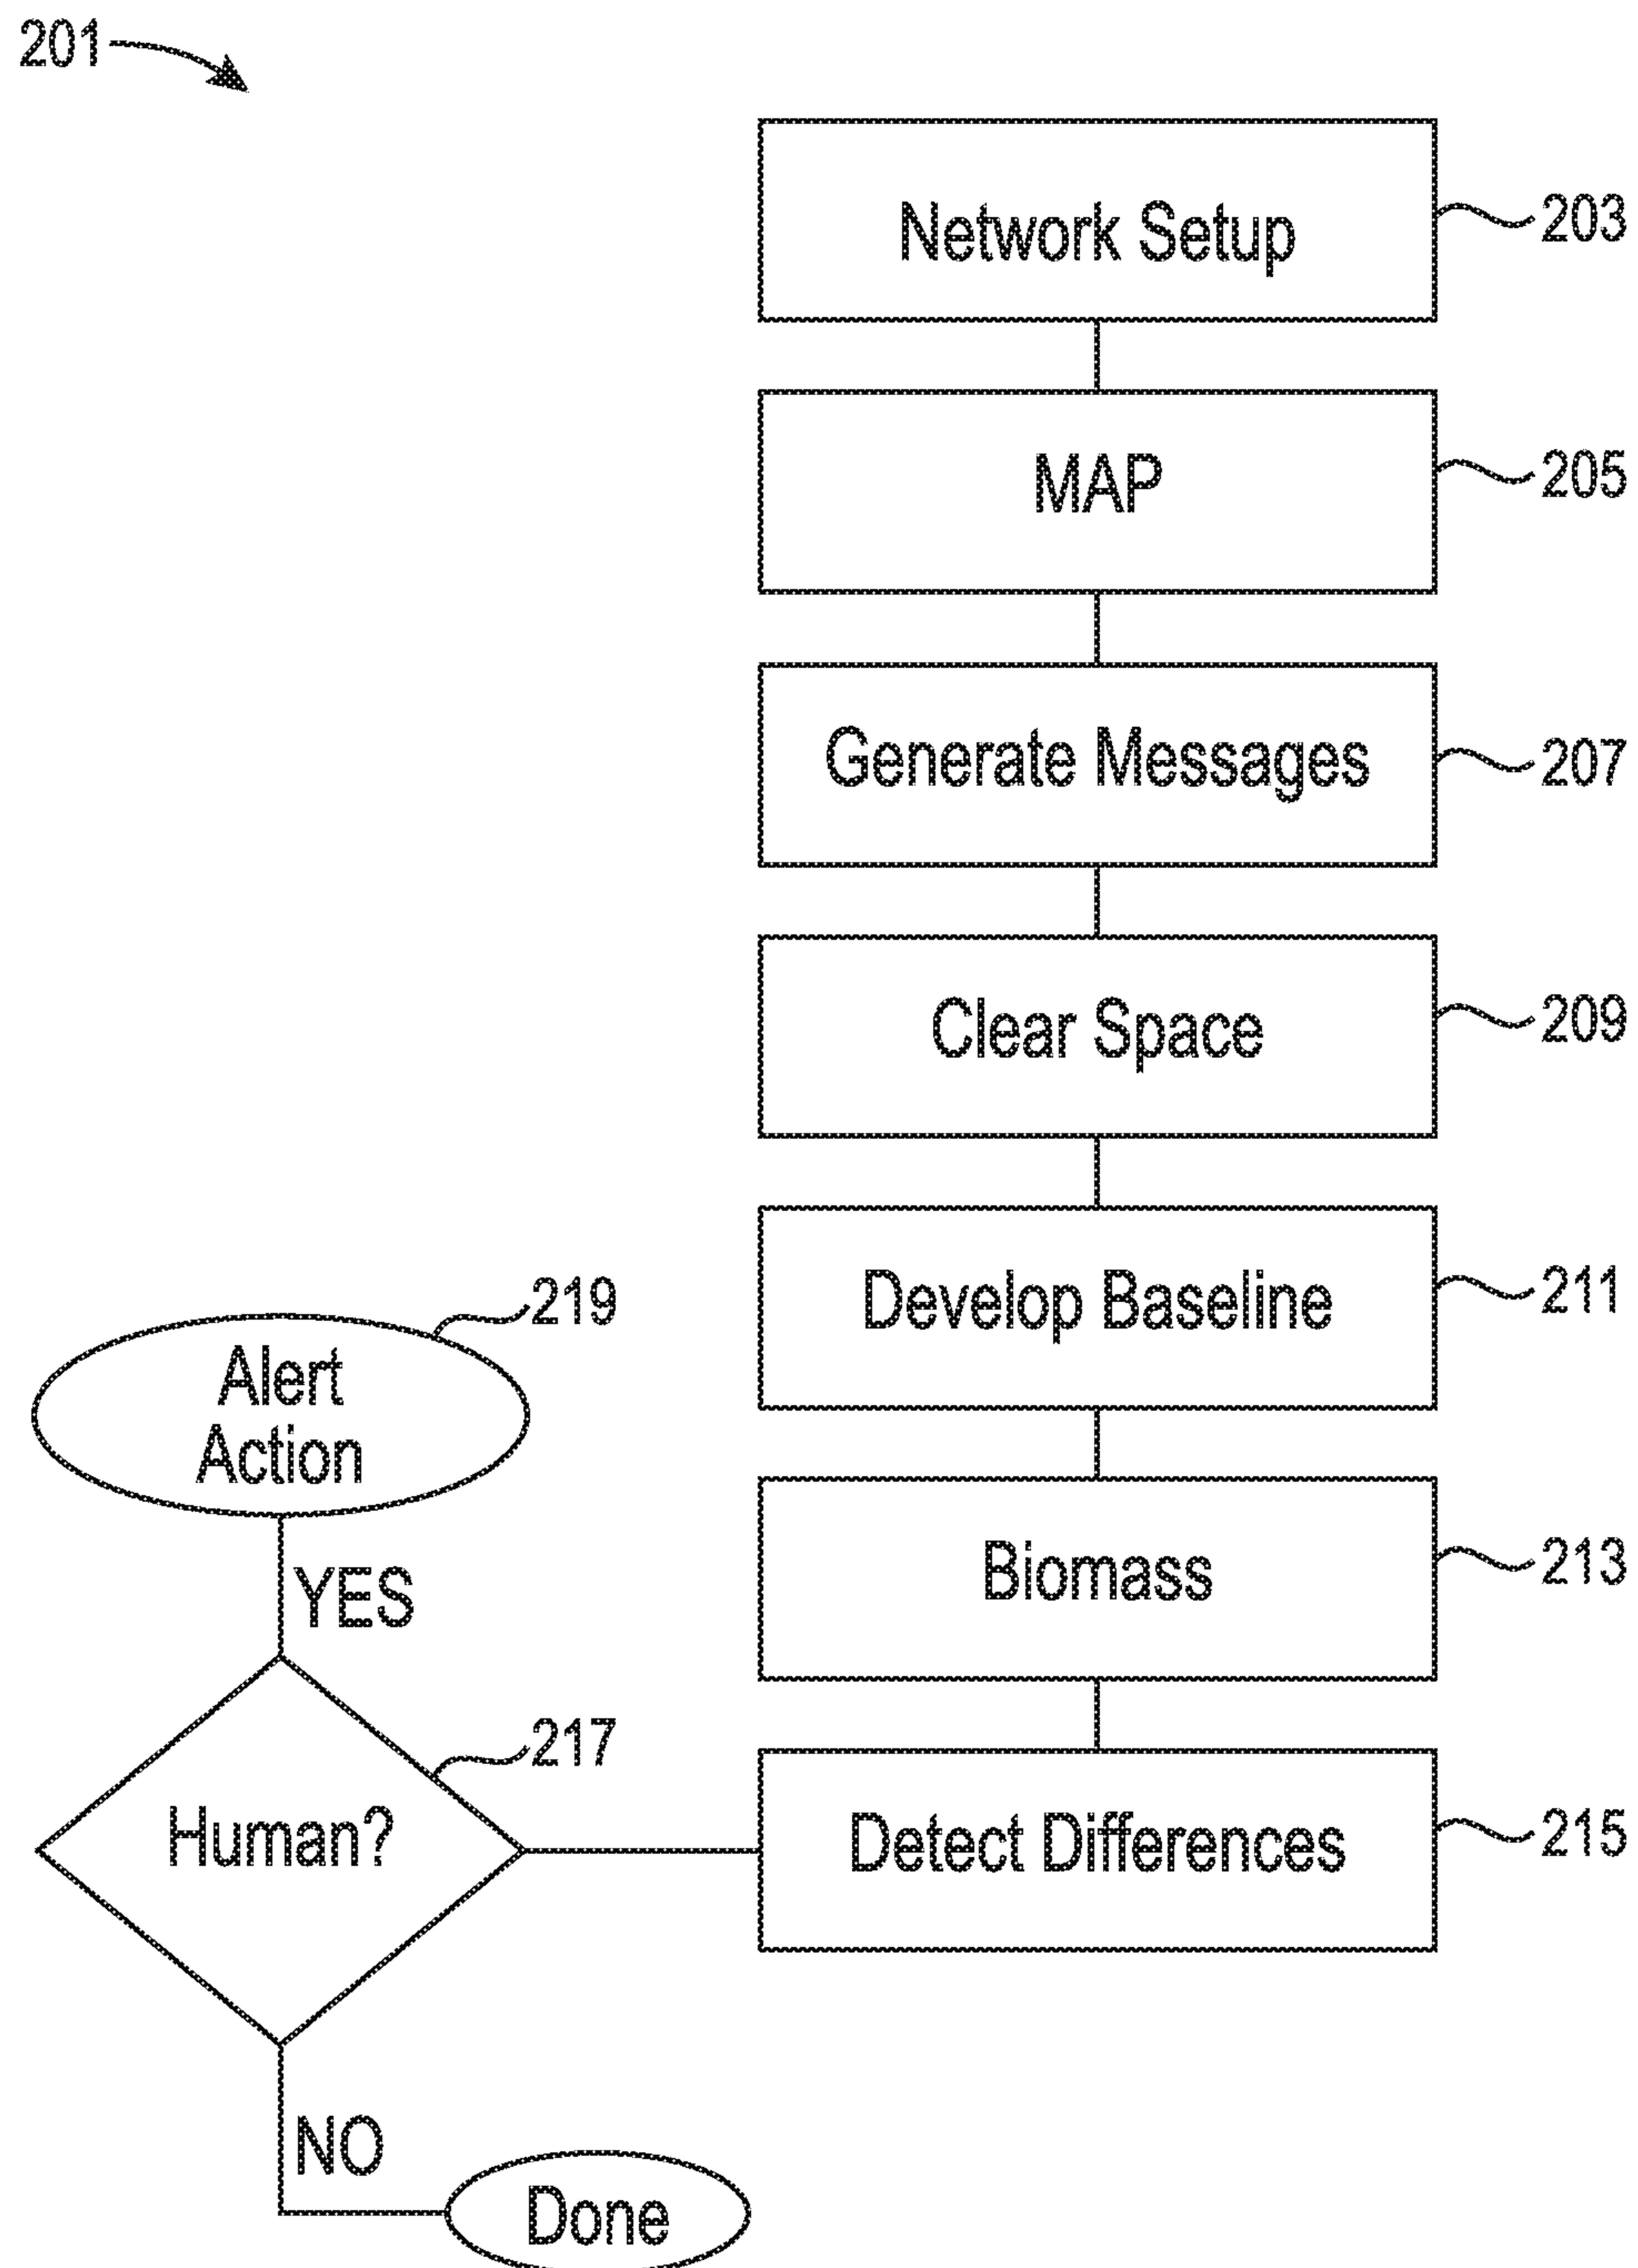 201
Network Setup
203
MAP
205
Generate Messages
207
Clear Space
209
Develop Baseline
211
Biomass
213
Detect Differences
215
217
Human?
YES
219
Alert
Action
NO
Done